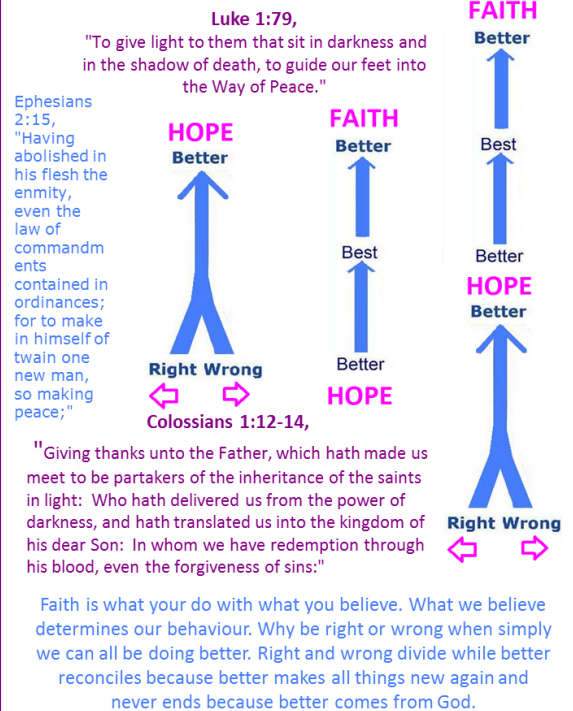 Luke 1:79,
"To give light to them that sit in darkness and
in the shadow of death, to guide our feet into
the Way of Peace."
Ephesians
2:15,
"Having
abolished in
his flesh the
enmity,
even the
law of
commandm
ents
contained in
ordinances;
for to make
in himself of
twain one
new man,
so making
peace;"
HOPE
Better
Right Wrong
FAITH
Better
Best
Better
HOPE
FAITH
Better
Best
Better
HOPE
Better
Right Wrong
Colossians 1:12-14,
"Giving thanks unto the Father, which hath made us
meet to be partakers of the inheritance of the saints
in light:  Who hath delivered us from the power of
darkness, and hath translated us into the kingdom of
his dear Son:  In whom we have redemption through
his blood, even the forgiveness of sins:"
Faith is what your do with what you believe. What we believe
determines our behaviour. Why be right or wrong when simply
we can all be doing better. Right and wrong divide while better
reconciles because better makes all things new again and
never ends because better comes from God.